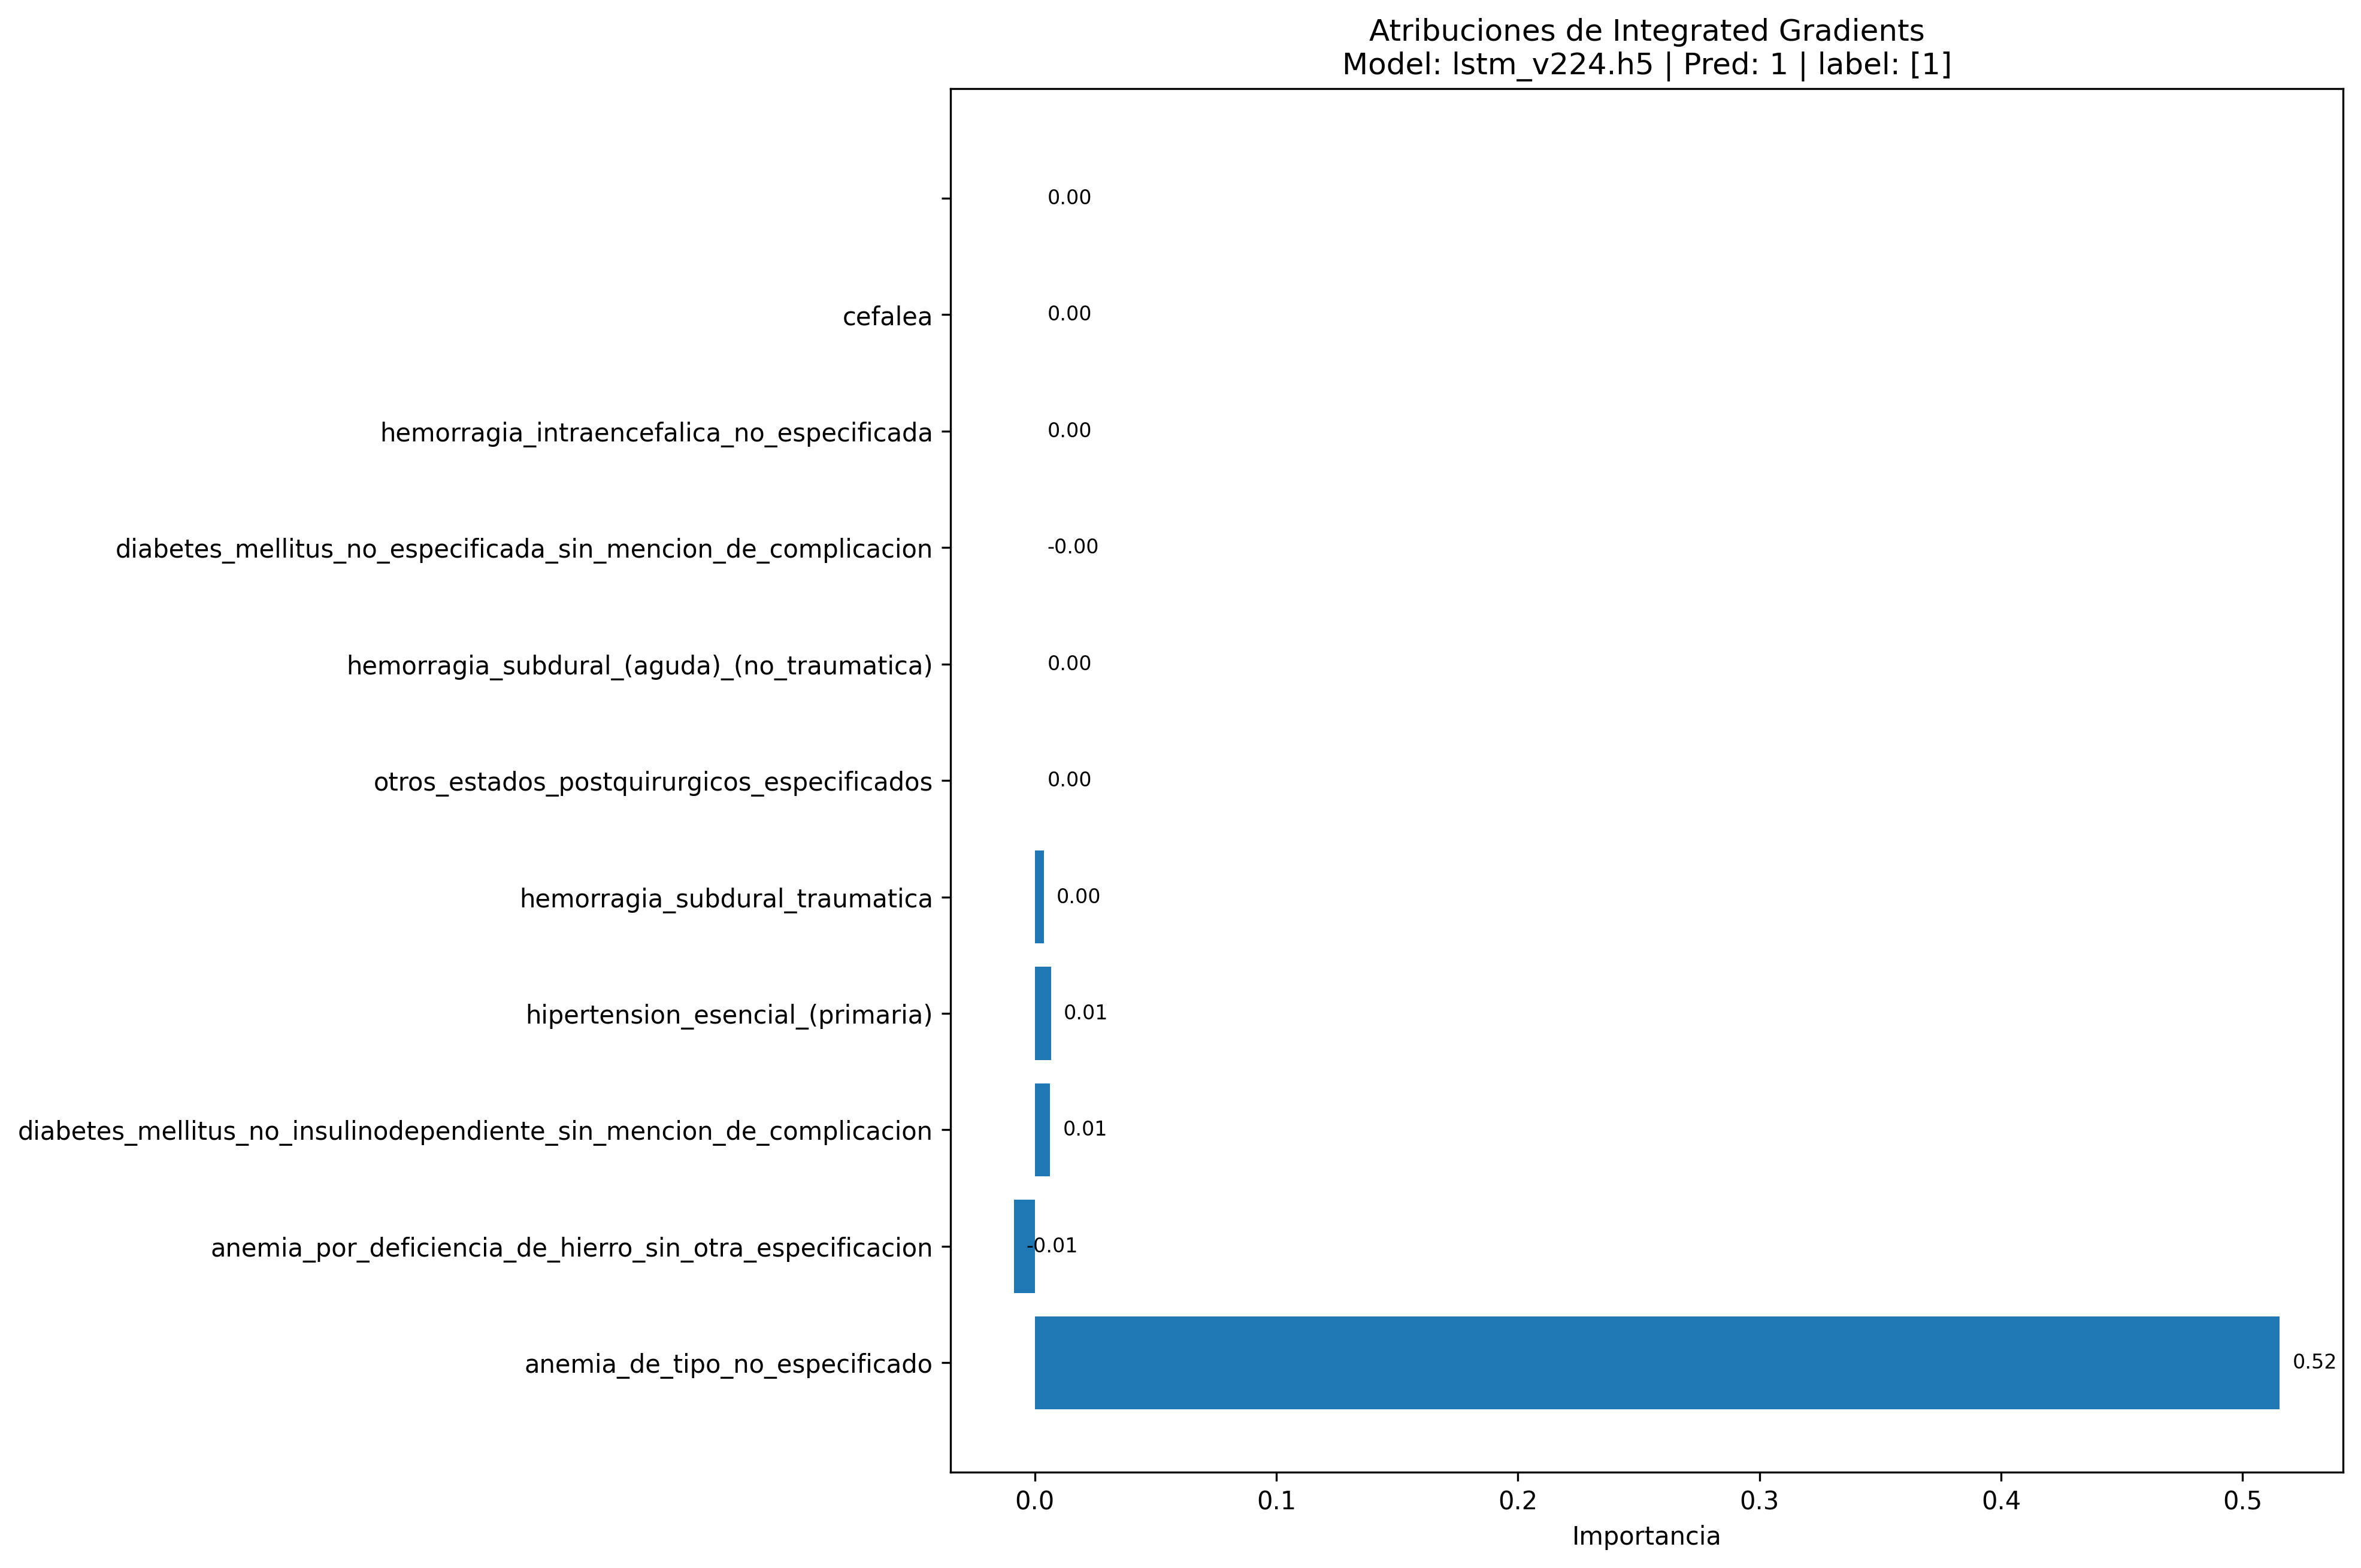 Atribuciones de Integrated Gradients
Model: lstm_v224.h5 | Pred: 1 | label: [1]
0.00
cefalea 0.00
hemorragia_intraencefalica_no_especificada 0.00
diabetes_mellitus_no_especificada_sin_mencion_de_complicacion -0.00
hemorragia_subdural_(aguda)_(no_traumatica) 0.00
otros_estados_postquirurgicos_especificados 0.00
hemorragia_subdural_traumatica 0.00
hipertension_esencial_(primaria) 0.01
diabetes_mellitus_no_insulinodependiente_sin_mencion_de_complicacion 0.01
anemia_por_deficiencia_de_hierro_sin_otra_especificacion -0.01
anemia_de_tipo_no_especificado 0.52
0.0 0.1 0.2 0.3 0.4 0.5
Importancia